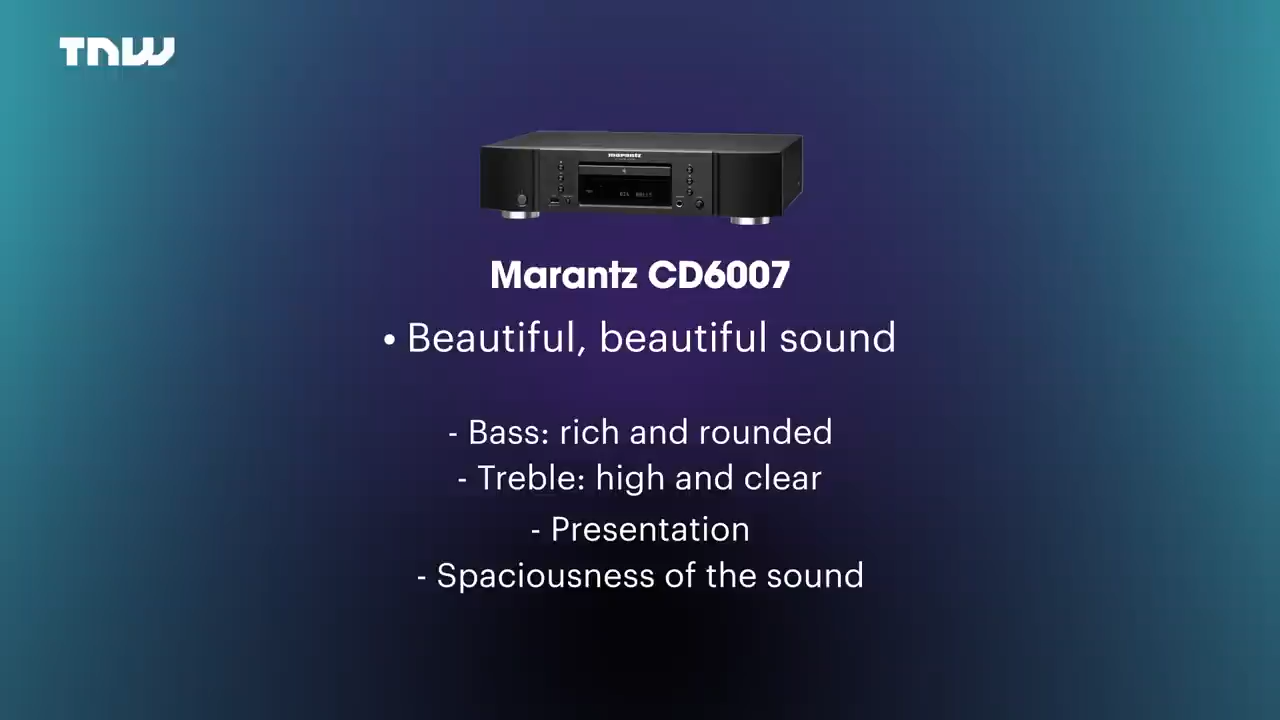 TNW
marantz
Marantz CD6007
• Beautiful, beautiful sound
- Bass: rich and rounded
- Treble: high and clear
- Presentation
- Spaciousness of the sound